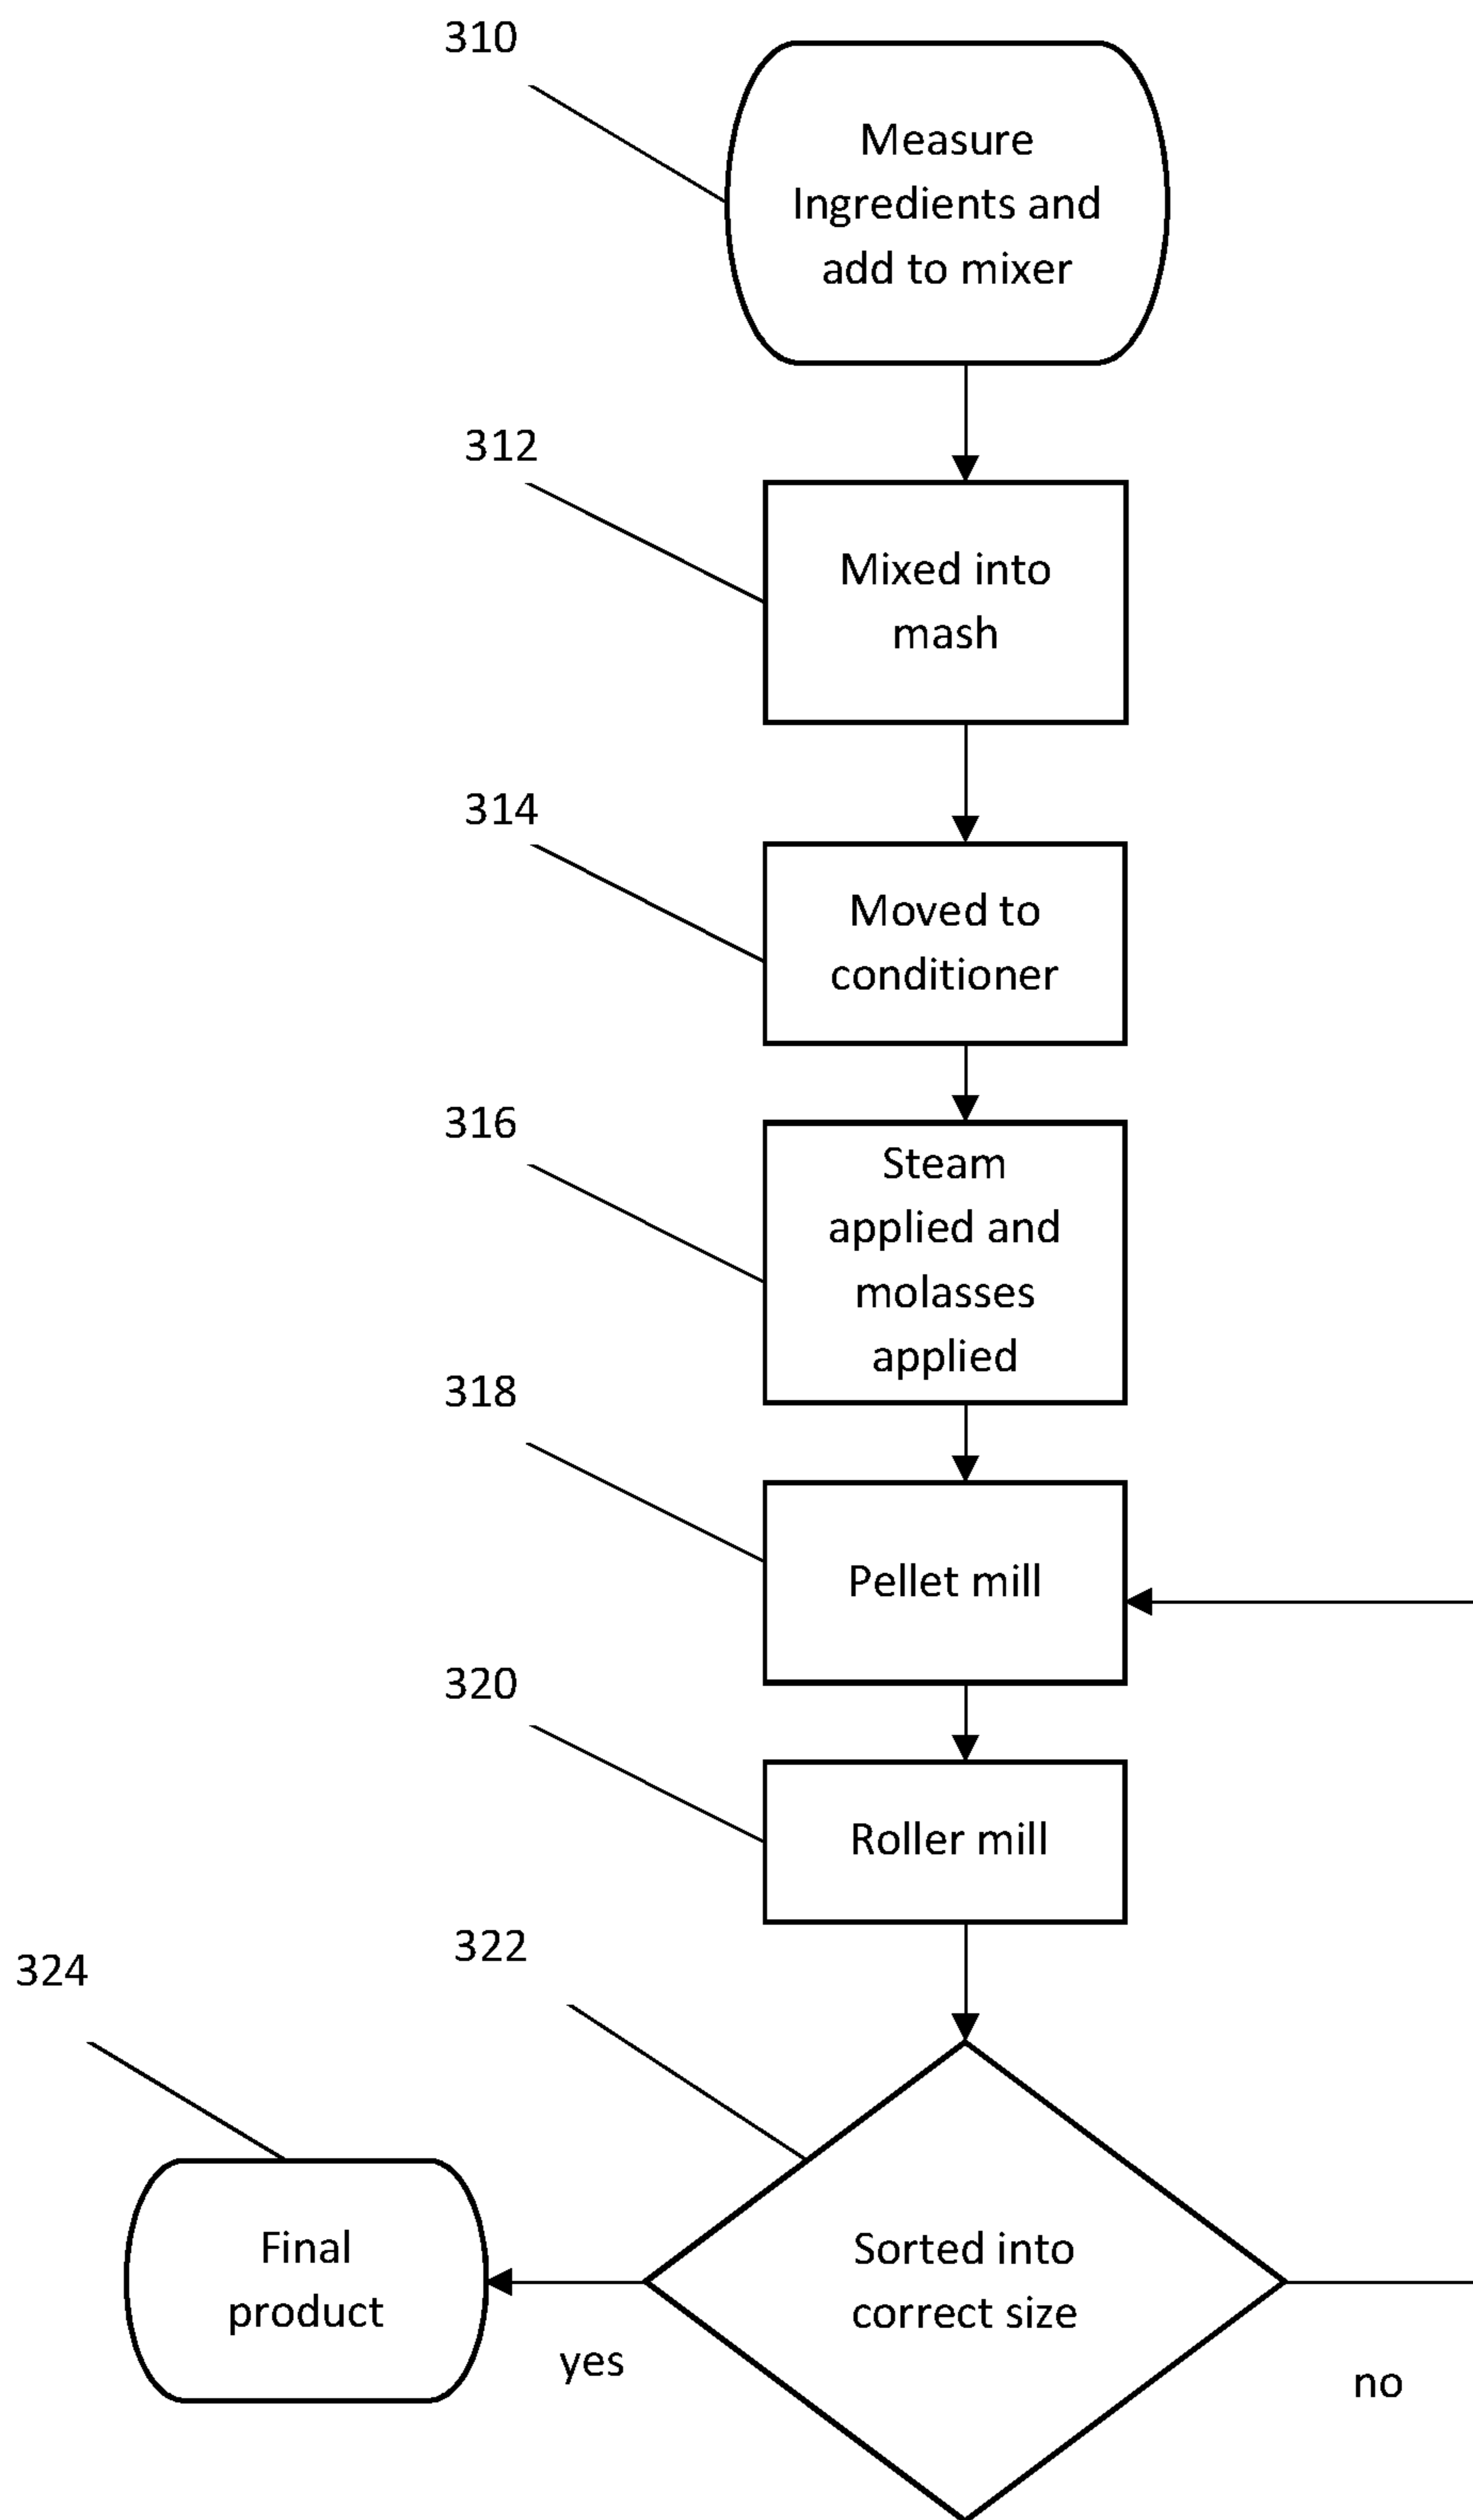 310
Measure
Ingredients and
add to mixer
312
Mixed into
mash
314
Moved to
conditioner
316
Steam
applied and
molasses
applied
318
Pellet mill
320
Roller mill
322
324
Sorted into
correct size
Final
product
yes
no